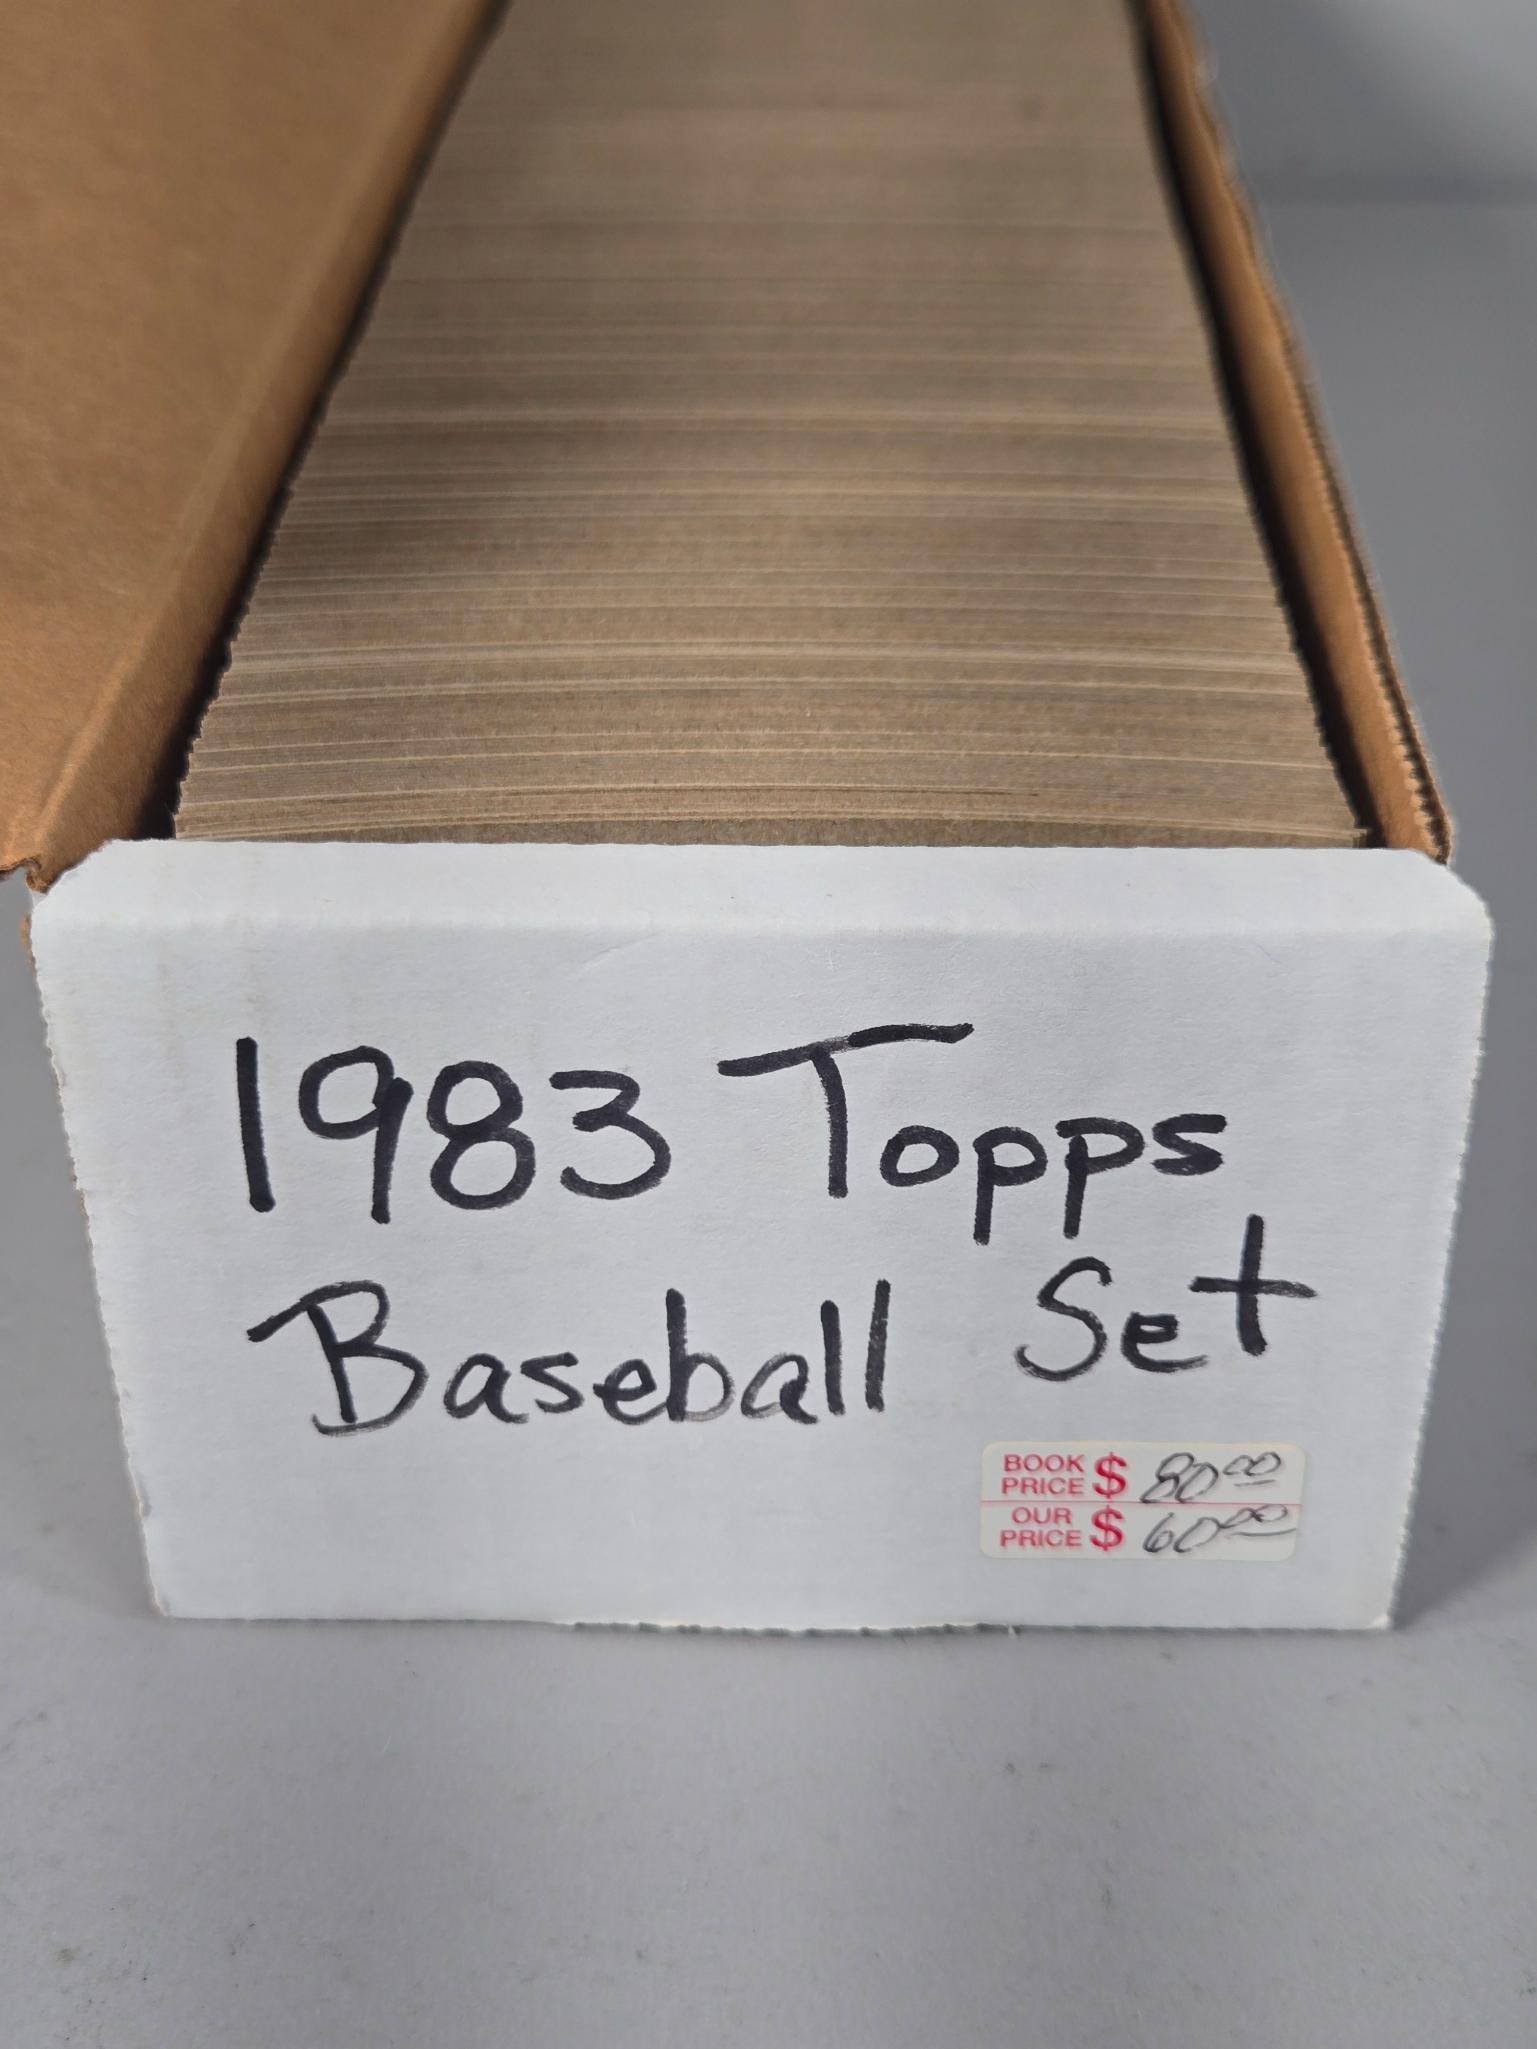 1983 Topps
Baseball Set
BOOK PRICE $ 80.00
OUR PRICE $ 60.00